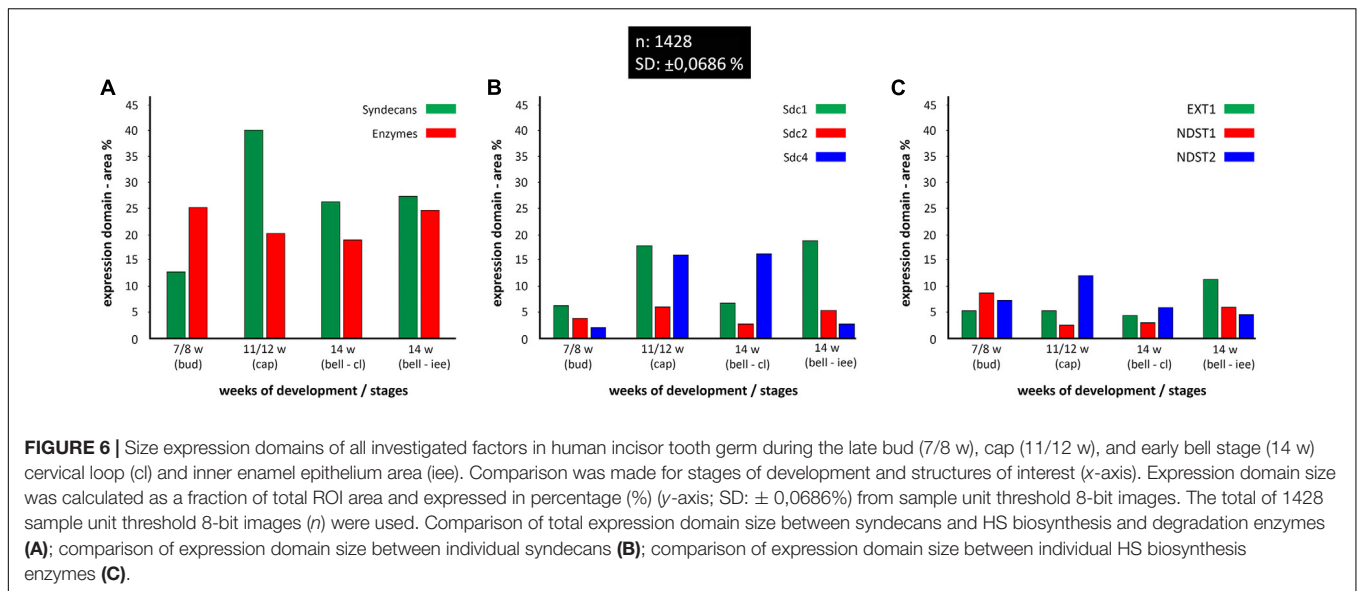 n: 1428
SD: ±0,0686 %
A
expression domain - area %
45
40
35
30
25
20
15
10
5
0
Syndecans
Enzymes
7/8 w
(bud)
11/12 w
(cap)
14 w
(bell - cl)
14 w
(bell - iee)
weeks of development / stages
B
expression domain - area %
45
40
35
30
25
20
15
10
5
0
Sdc1
Sdc2
Sdc4
7/8 w
(bud)
11/12 w
(cap)
14 w
(bell - cl)
14 w
(bell - iee)
weeks of development / stages
C
expression domain - area %
45
40
35
30
25
20
15
10
5
0
EXT1
NDST1
NDST2
7/8 w
(bud)
11/12 w
(cap)
14 w
(bell - cl)
14 w
(bell - iee)
weeks of development / stages
FIGURE 6 | Size expression domains of all investigated factors in human incisor tooth germ during the late bud (7/8 w), cap (11/12 w), and early bell stage (14 w)
cervical loop (cl) and inner enamel epithelium area (iee). Comparison was made for stages of development and structures of interest (x-axis). Expression domain size
was calculated as a fraction of total ROI area and expressed in percentage (%) (y-axis; SD: ± 0,0686%) from sample unit threshold 8-bit images. The total of 1428
sample unit threshold 8-bit images (n) were used. Comparison of total expression domain size between syndecans and HS biosynthesis and degradation enzymes
(A); comparison of expression domain size between individual syndecans (B); comparison of expression domain size between individual HS biosynthesis
enzymes (C).